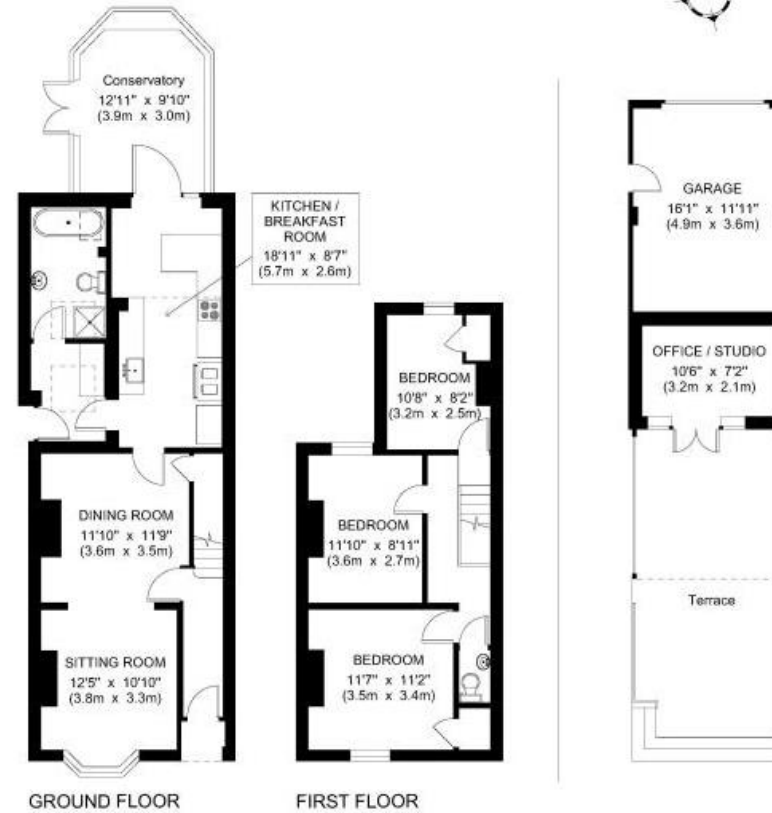 Conservatory
12'11" x 9'10"
(3.9m x 3.0m)
KITCHEN /
BREAKFAST
ROOM
18'11" x 8'7"
(5.7m x 2.6m)
DINING ROOM
11'10" x 11'9"
(3.6m x 3.5m)
SITTING ROOM
12'5" x 10'10"
(3.8m x 3.3m)
GROUND FLOOR
BEDROOM
10'8" x 8'2"
(3.2m x 2.5m)
BEDROOM
11'10" x 8'11"
(3.6m x 2.7m)
BEDROOM
11'7" x 11'2"
(3.5m x 3.4m)
FIRST FLOOR
GARAGE
16'1" x 11'11"
(4.9m x 3.6m)
OFFICE / STUDIO
10'6" x 7'2"
(3.2m x 2.1m)
Terrace